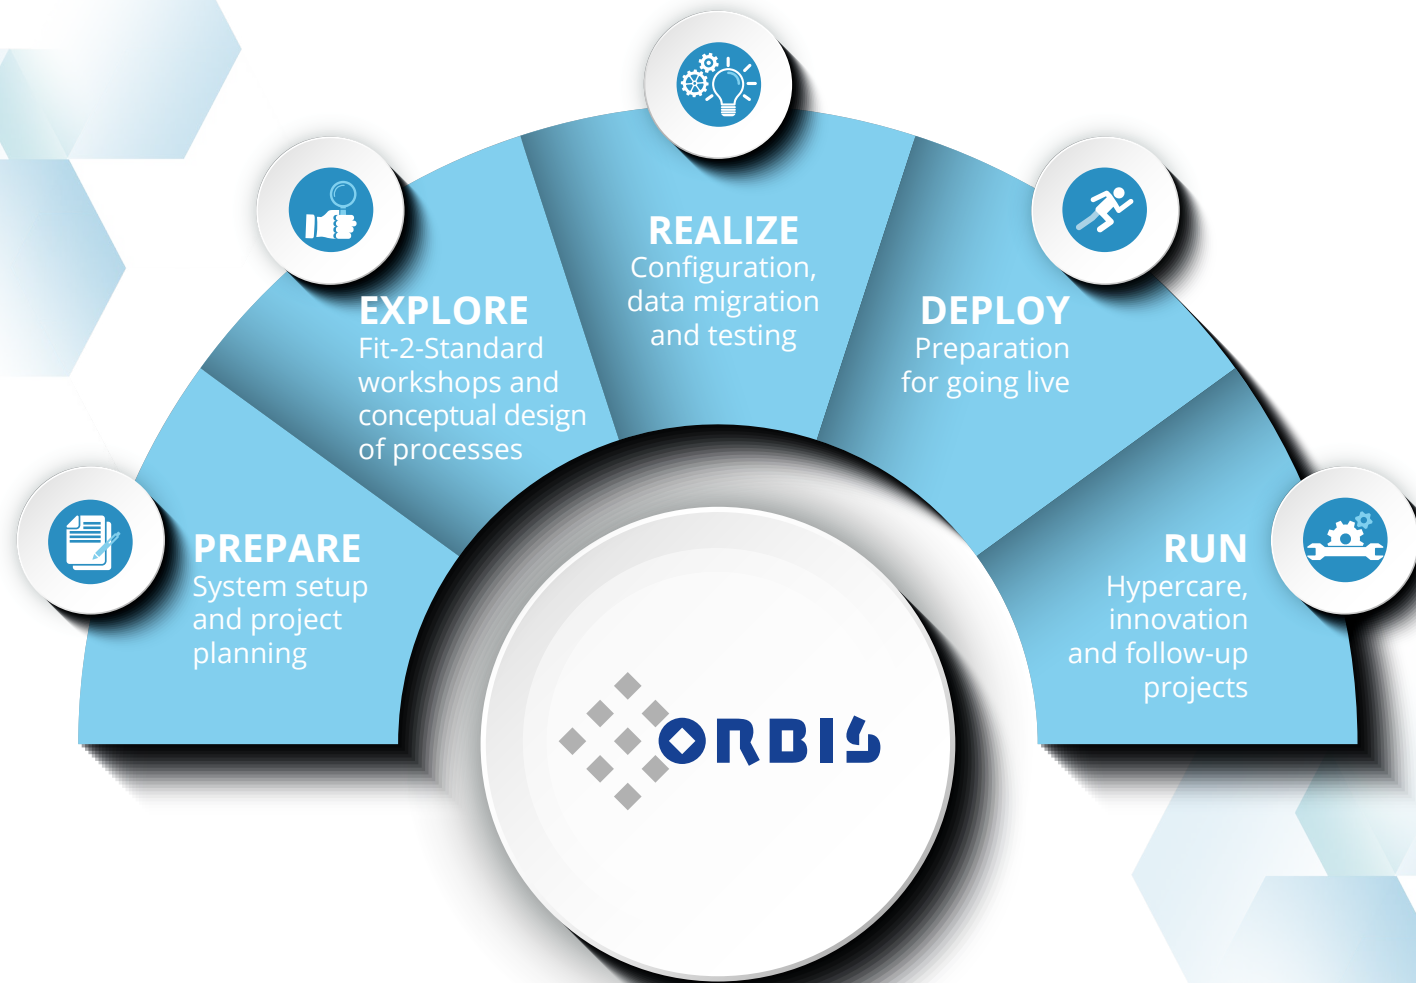 REALIZE
Configuration,
data migration
and testing
EXPLORE
Fit-2-Standard
workshops and
conceptual design
of processes
DEPLOY
Preparation
for going live
PREPARE
System setup
and project
planning
RUN
Hypercare,
innovation
and follow-up
projects
ORBIS